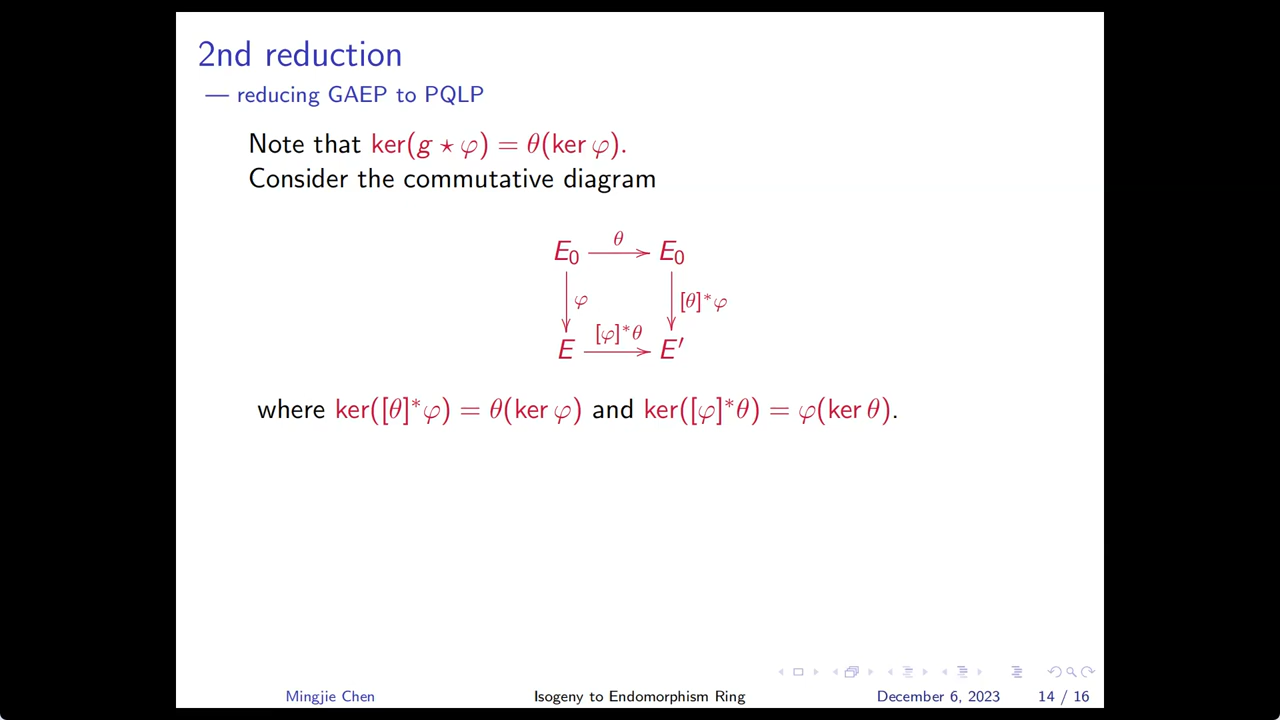 2nd reduction
— reducing GAEP to PQLP
Note that ker(g ⋆ φ) = θ(ker φ).
Consider the commutative diagram
θ
E₀ E₀
φ [θ]*φ
[φ]*θ
E E′
where ker([θ]*φ) = θ(ker φ) and ker([φ]*θ) = φ(ker θ).
Mingjie Chen Isogeny to Endomorphism Ring December 6, 2023 14 / 16